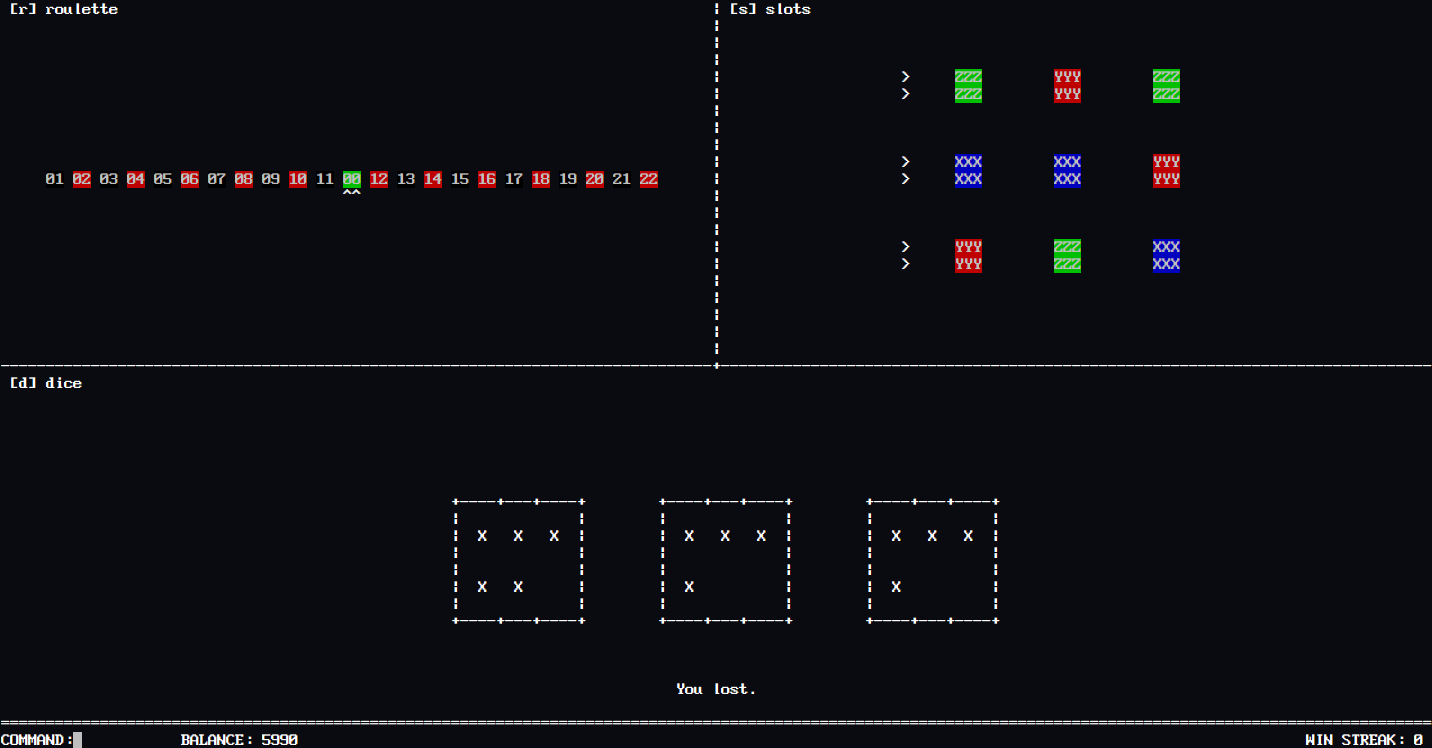 [r] roulette
[s] slots
> ZZZ YYY ZZZ
> ZZZ YYY ZZZ
> XXX XXX YYY
> XXX XXX YYY
01 02 03 04 05 06 07 08 09 10 11 00 12 13 14 15 16 17 18 19 20 21 22
^^
> YYY ZZZ XXX
> YYY ZZZ XXX
[d] dice
X X X X X X X X X
X X X X
You lost.
COMMAND: BALANCE: 5990 WIN STREAK: 0